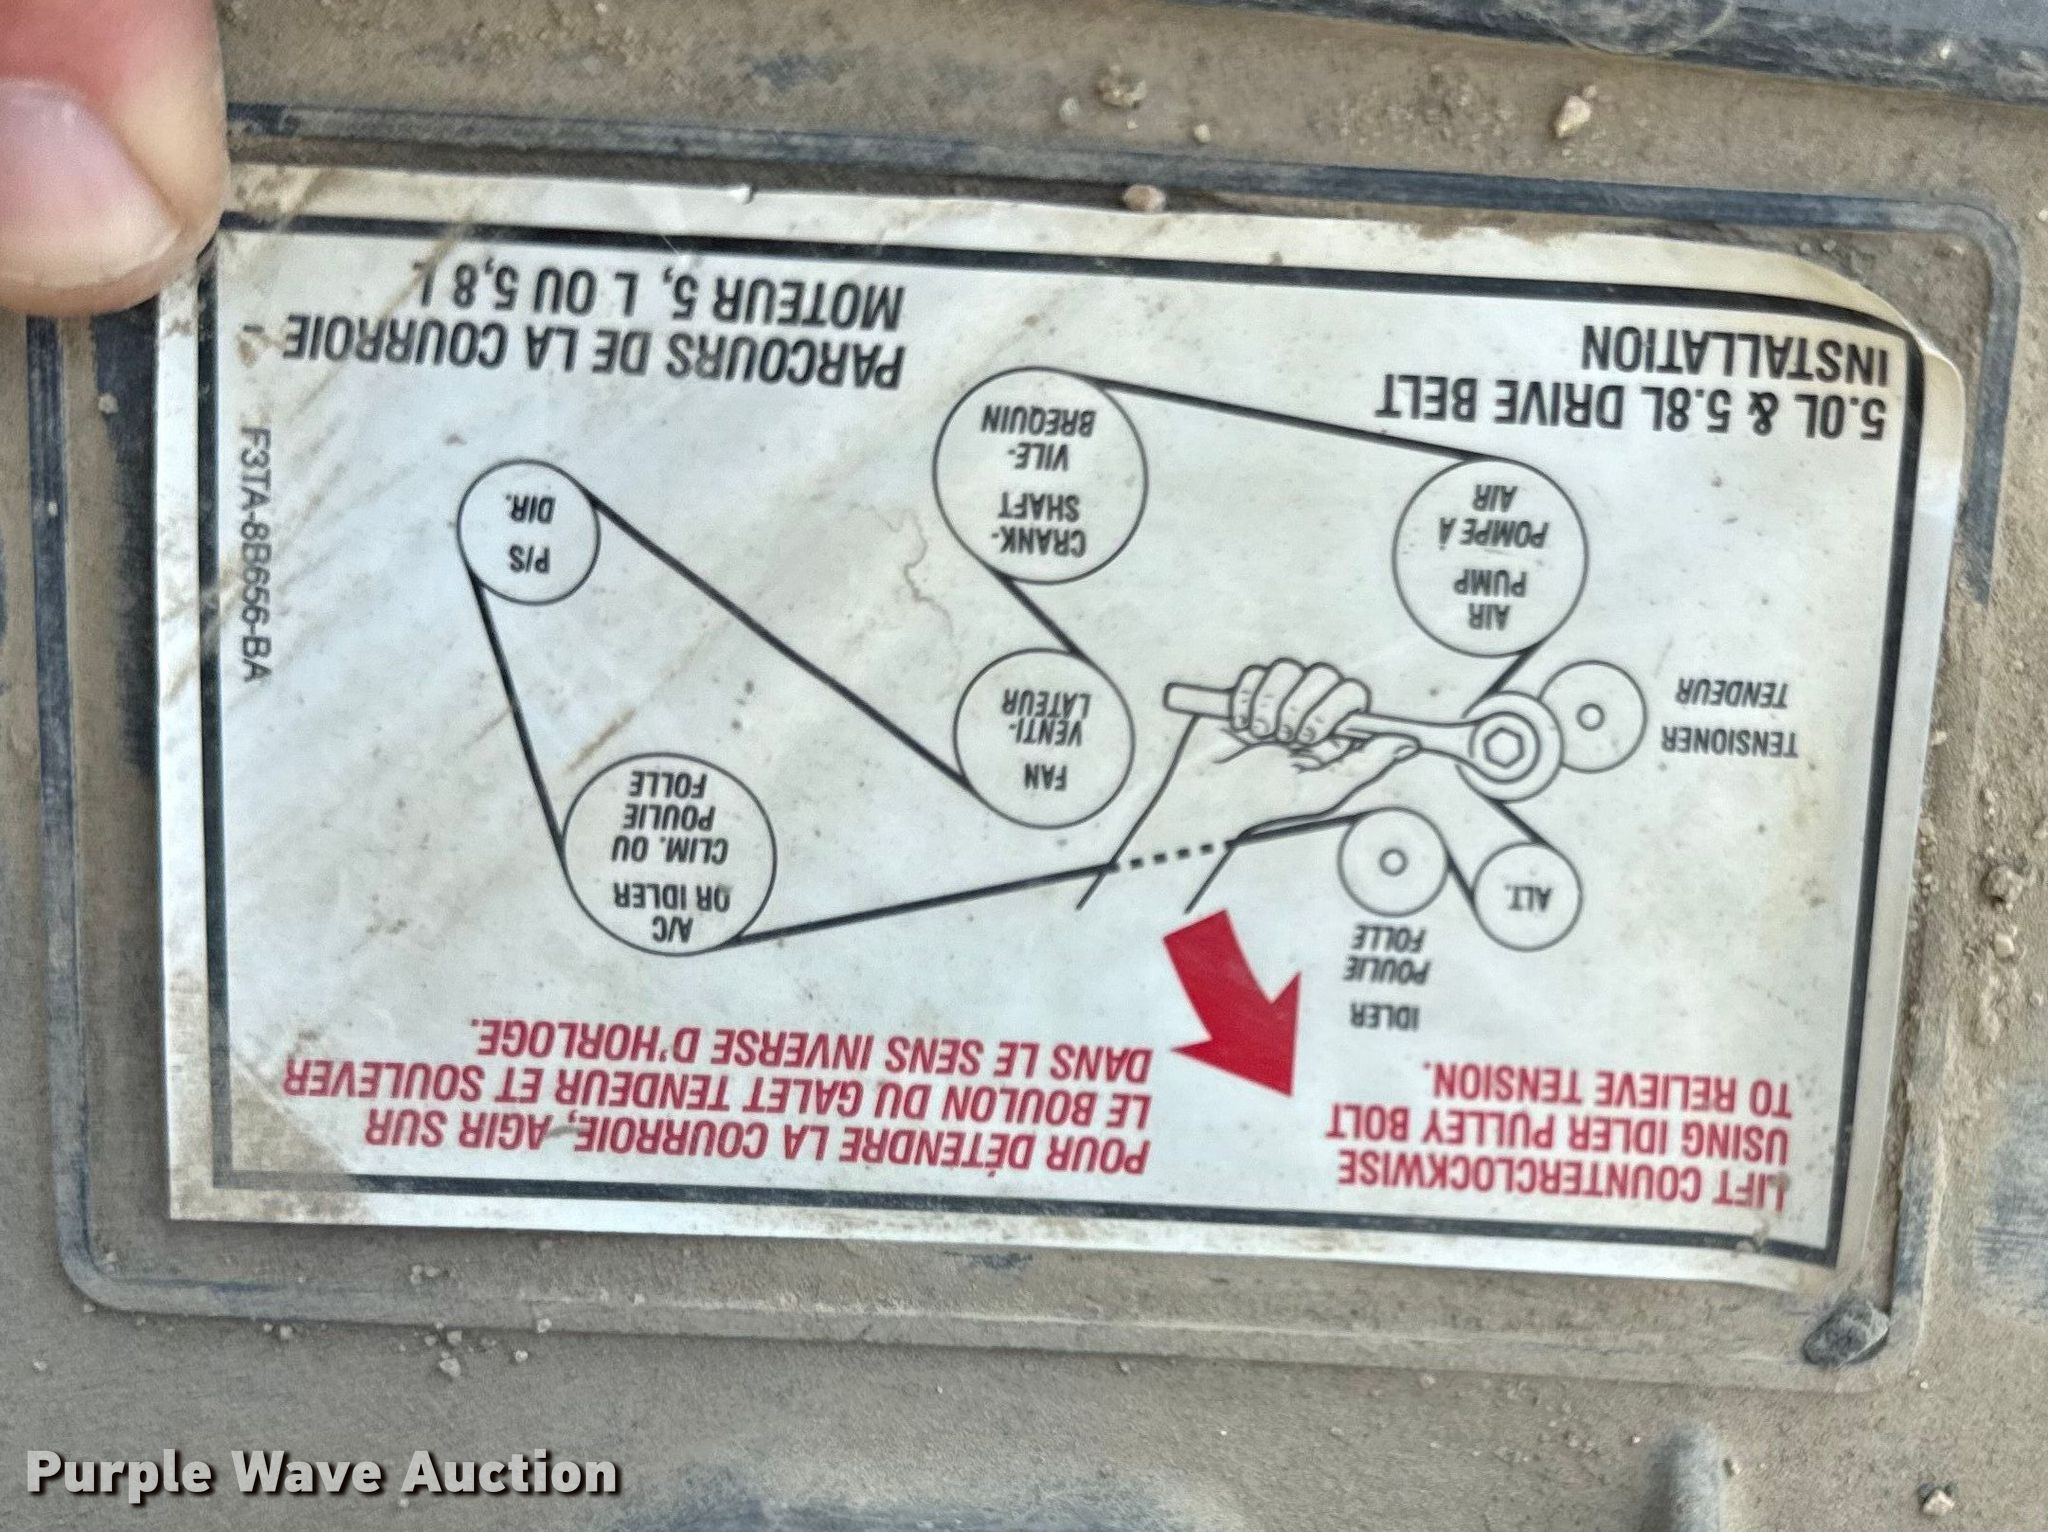 LIFT COUNTERCLOCKWISE
USING IDLER PULLEY BOLT
TO RELIEVE TENSION.
POUR DÉTENDRE LA COURROIE, AGIR SUR
LE BOULON DU GALET TENDEUR ET SOULEVER
DANS LE SENS INVERSE D'HORLOGE.
IDLER
POULIE
FOLLE
ALT.
A/C
OR IDLER
CLIM. OU
POULIE
FOLLE
TENSIONER
TENDEUR
FAN
VENTI-
LATEUR
AIR
PUMP
POMPE À
AIR
CRANK-
SHAFT
VILE-
BREQUIN
P/S
DIR.
5.0L & 5.8L DRIVE BELT
INSTALLATION
PARCOURS DE LA COURROIE
MOTEUR 5, L OU 5,8 l
F3TA-8B656-BA
Purple Wave Auction